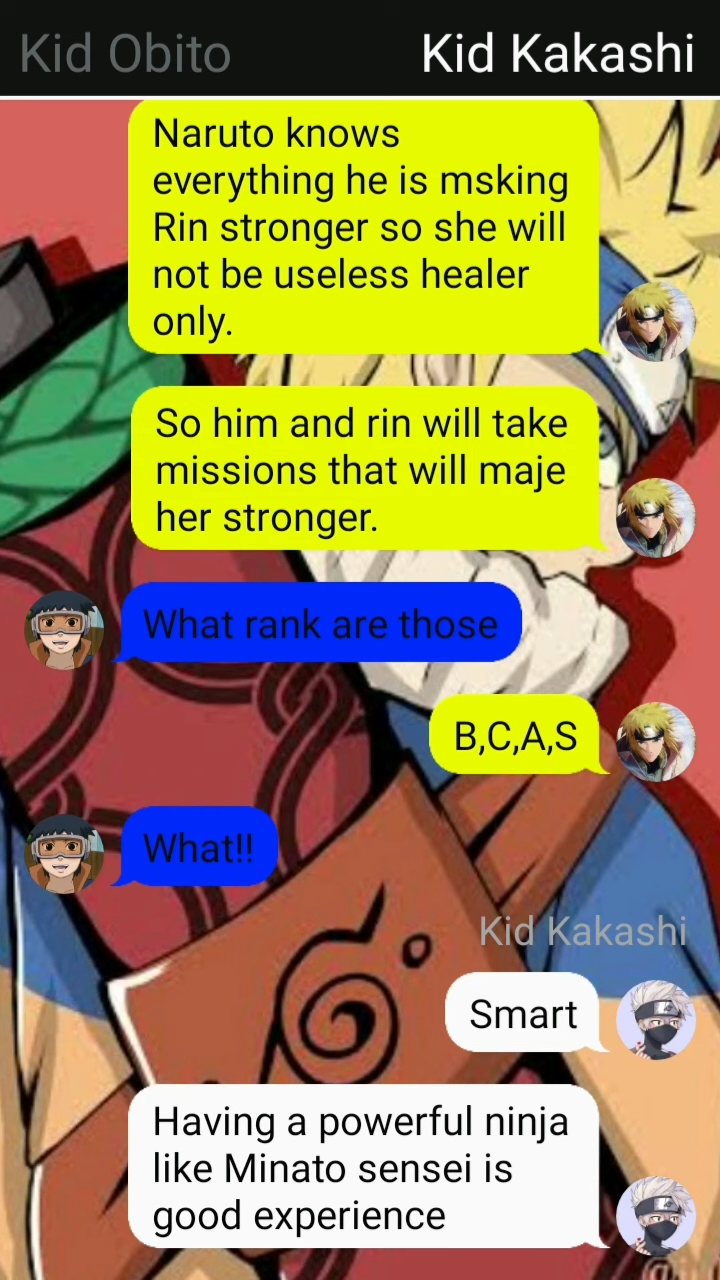 Kid Obito
Kid Kakashi
Naruto knows
everything he is msking
Rin stronger so she will
not be useless healer
only.
So him and rin will take
missions that will maje
her stronger.
What rank are those
B,C,A,S
What!!
Kid Kakashi
Smart
Having a powerful ninja
like Minato sensei is
good experience